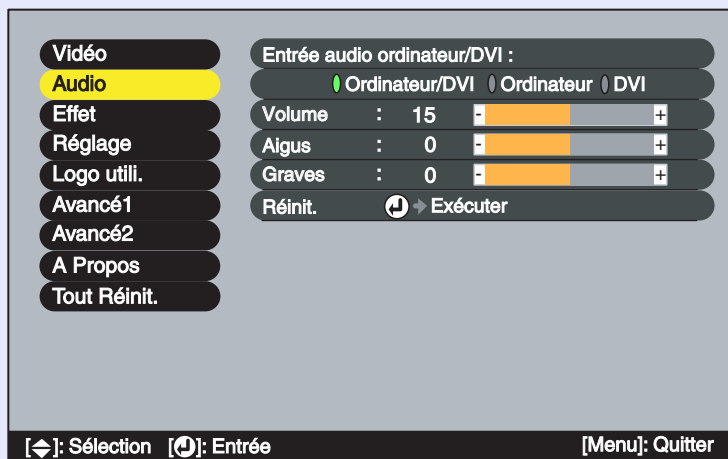 Vidéo
Audio
Effet
Réglage
Logo utili.
Avancé1
Avancé2
A Propos
Tout Réinit.
Entrée audio ordinateur/DVI :
Ordinateur/DVI Ordinateur DVI
Volume : 15 - +
Aigus : 0 - +
Graves : 0 - +
Réinit. Exécuter
[ ]: Sélection [ ]: Entrée [Menu]: Quitter